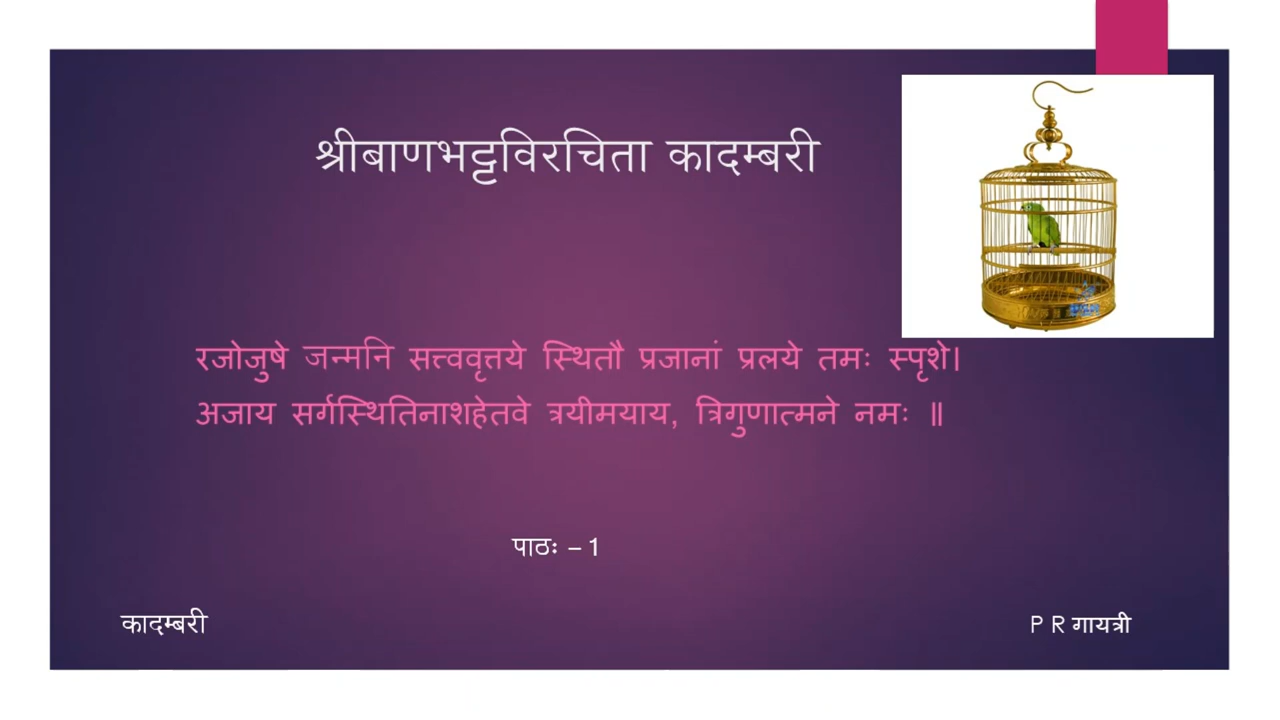 श्रीबाणभट्टविरचिता कादम्बरी
रजोजुषे जन्मनि सत्त्ववृत्तये स्थितौ प्रजानां प्रलये तमः स्पृशे।
अजाय सर्गस्थितिनाशहेतवे त्रयीमयाय, त्रिगुणात्मने नमः ॥
पाठः – 1
कादम्बरी
P R गायत्री